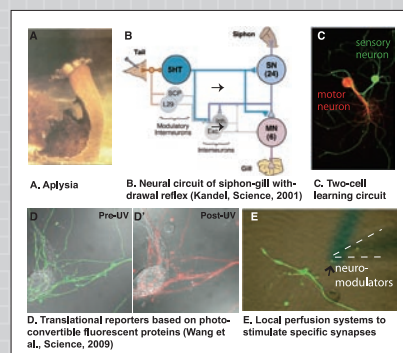 A
A. Aplysia
B
Siphon
Tail
5HT
SN
(24)
SCP
L29
Modulatory
Interneurons
Inh
Exc
Interneurons
MN
(6)
Gill
B. Neural circuit of siphon-gill with-
drawal reflex (Kandel, Science, 2001)
C
sensory
neuron
motor
neuron
C. Two-cell
learning circuit
D
Pre-UV
D'
Post-UV
D. Translational reporters based on photo-
convertible fluorescent proteins (Wang et
al., Science, 2009)
E
neuro-
modulators
E. Local perfusion systems to
stimulate specific synapses